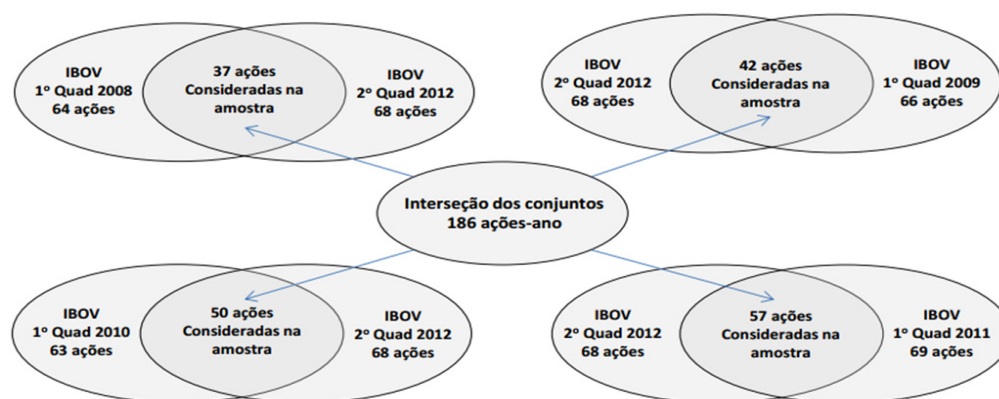 IBOV
1º Quad 2008
64 ações
37 ações
Consideradas na
amostra
IBOV
2º Quad 2012
68 ações
IBOV
2º Quad 2012
68 ações
42 ações
Consideradas na
amostra
IBOV
1º Quad 2009
66 ações
Interseção dos conjuntos
186 ações-ano
IBOV
1º Quad 2010
63 ações
50 ações
Consideradas na
amostra
IBOV
2º Quad 2012
68 ações
IBOV
2º Quad 2012
68 ações
57 ações
Consideradas na
amostra
IBOV
1º Quad 2011
69 ações